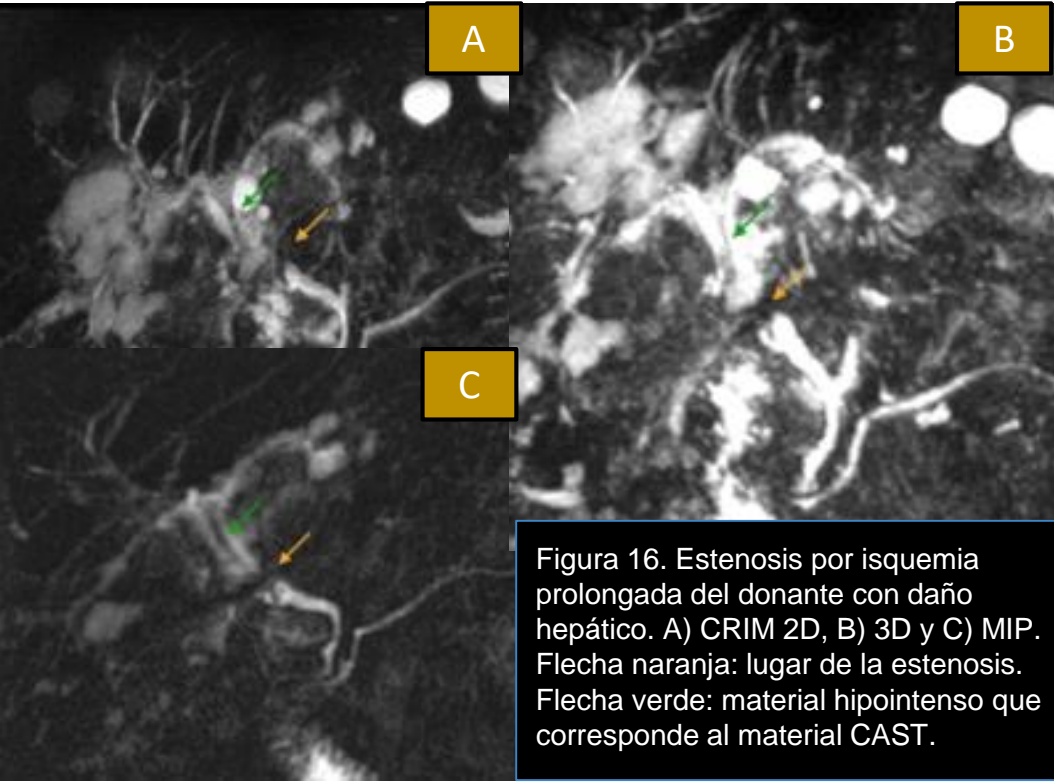 A
B
C
Figura 16. Estenosis por isquemia
prolongada del donante con daño
hepático. A) CRIM 2D, B) 3D y C) MIP.
Flecha naranja: lugar de la estenosis.
Flecha verde: material hipointenso que
corresponde al material CAST.